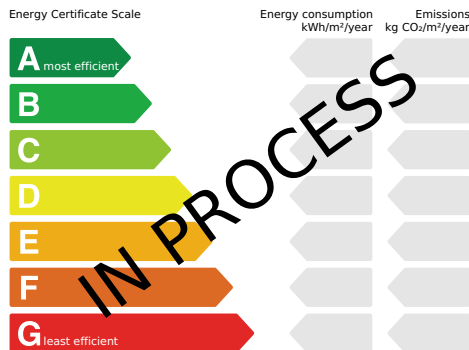 Energy Certificate Scale
Energy consumption
kWh/m²/year
Emissions
kg CO₂/m²/year
A most efficient
B
C
D
E
F
G least efficient
IN PROCESS